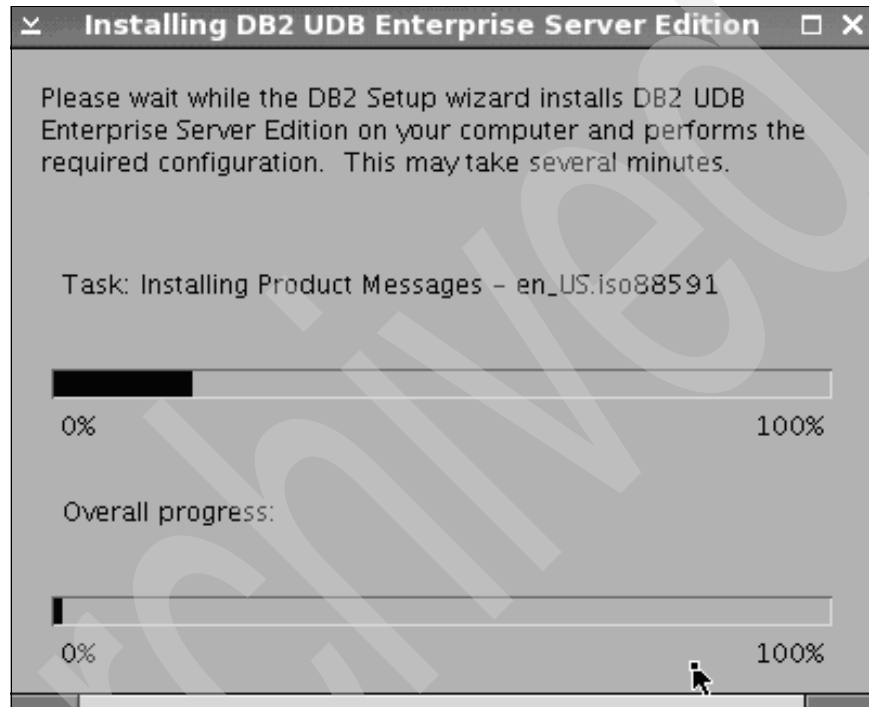 Installing DB2 UDB Enterprise Server Edition
Please wait while the DB2 Setup wizard installs DB2 UDB
Enterprise Server Edition on your computer and performs the
required configuration. This may take several minutes.
Task: Installing Product Messages – en_US.iso88591
0% 100%
Overall progress:
0% 100%